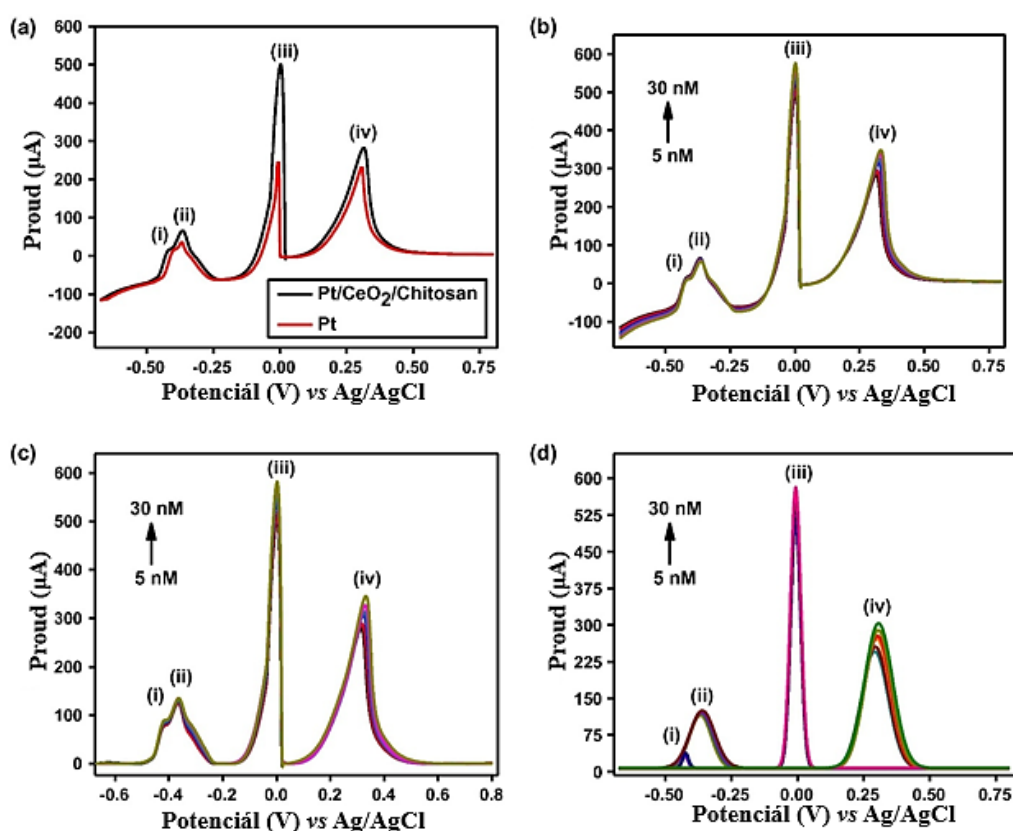 (a)
600
500
400
300
200
100
0
-100
-200
Proud (µA)
(i)
(ii)
(iii)
(iv)
Pt/CeO2/Chitosan
Pt
-0.50
-0.25
0.00
0.25
0.50
0.75
Potenciál (V) vs Ag/AgCl
(b)
600
500
400
300
200
100
0
-100
Proud (µA)
30 nM
5 nM
(i)
(ii)
(iii)
(iv)
-0.50
-0.25
0.00
0.25
0.50
0.75
Potenciál (V) vs Ag/AgCl
(c)
600
500
400
300
200
100
0
Proud (µA)
30 nM
5 nM
(i)
(ii)
(iii)
(iv)
-0.6
-0.4
-0.2
0.0
0.2
0.4
0.6
0.8
Potenciál (V) vs Ag/AgCl
(d)
600
525
450
375
300
225
150
75
0
Proud (µA)
30 nM
5 nM
(i)
(ii)
(iii)
(iv)
-0.50
-0.25
0.00
0.25
0.50
0.75
Potenciál (V) vs Ag/AgCl